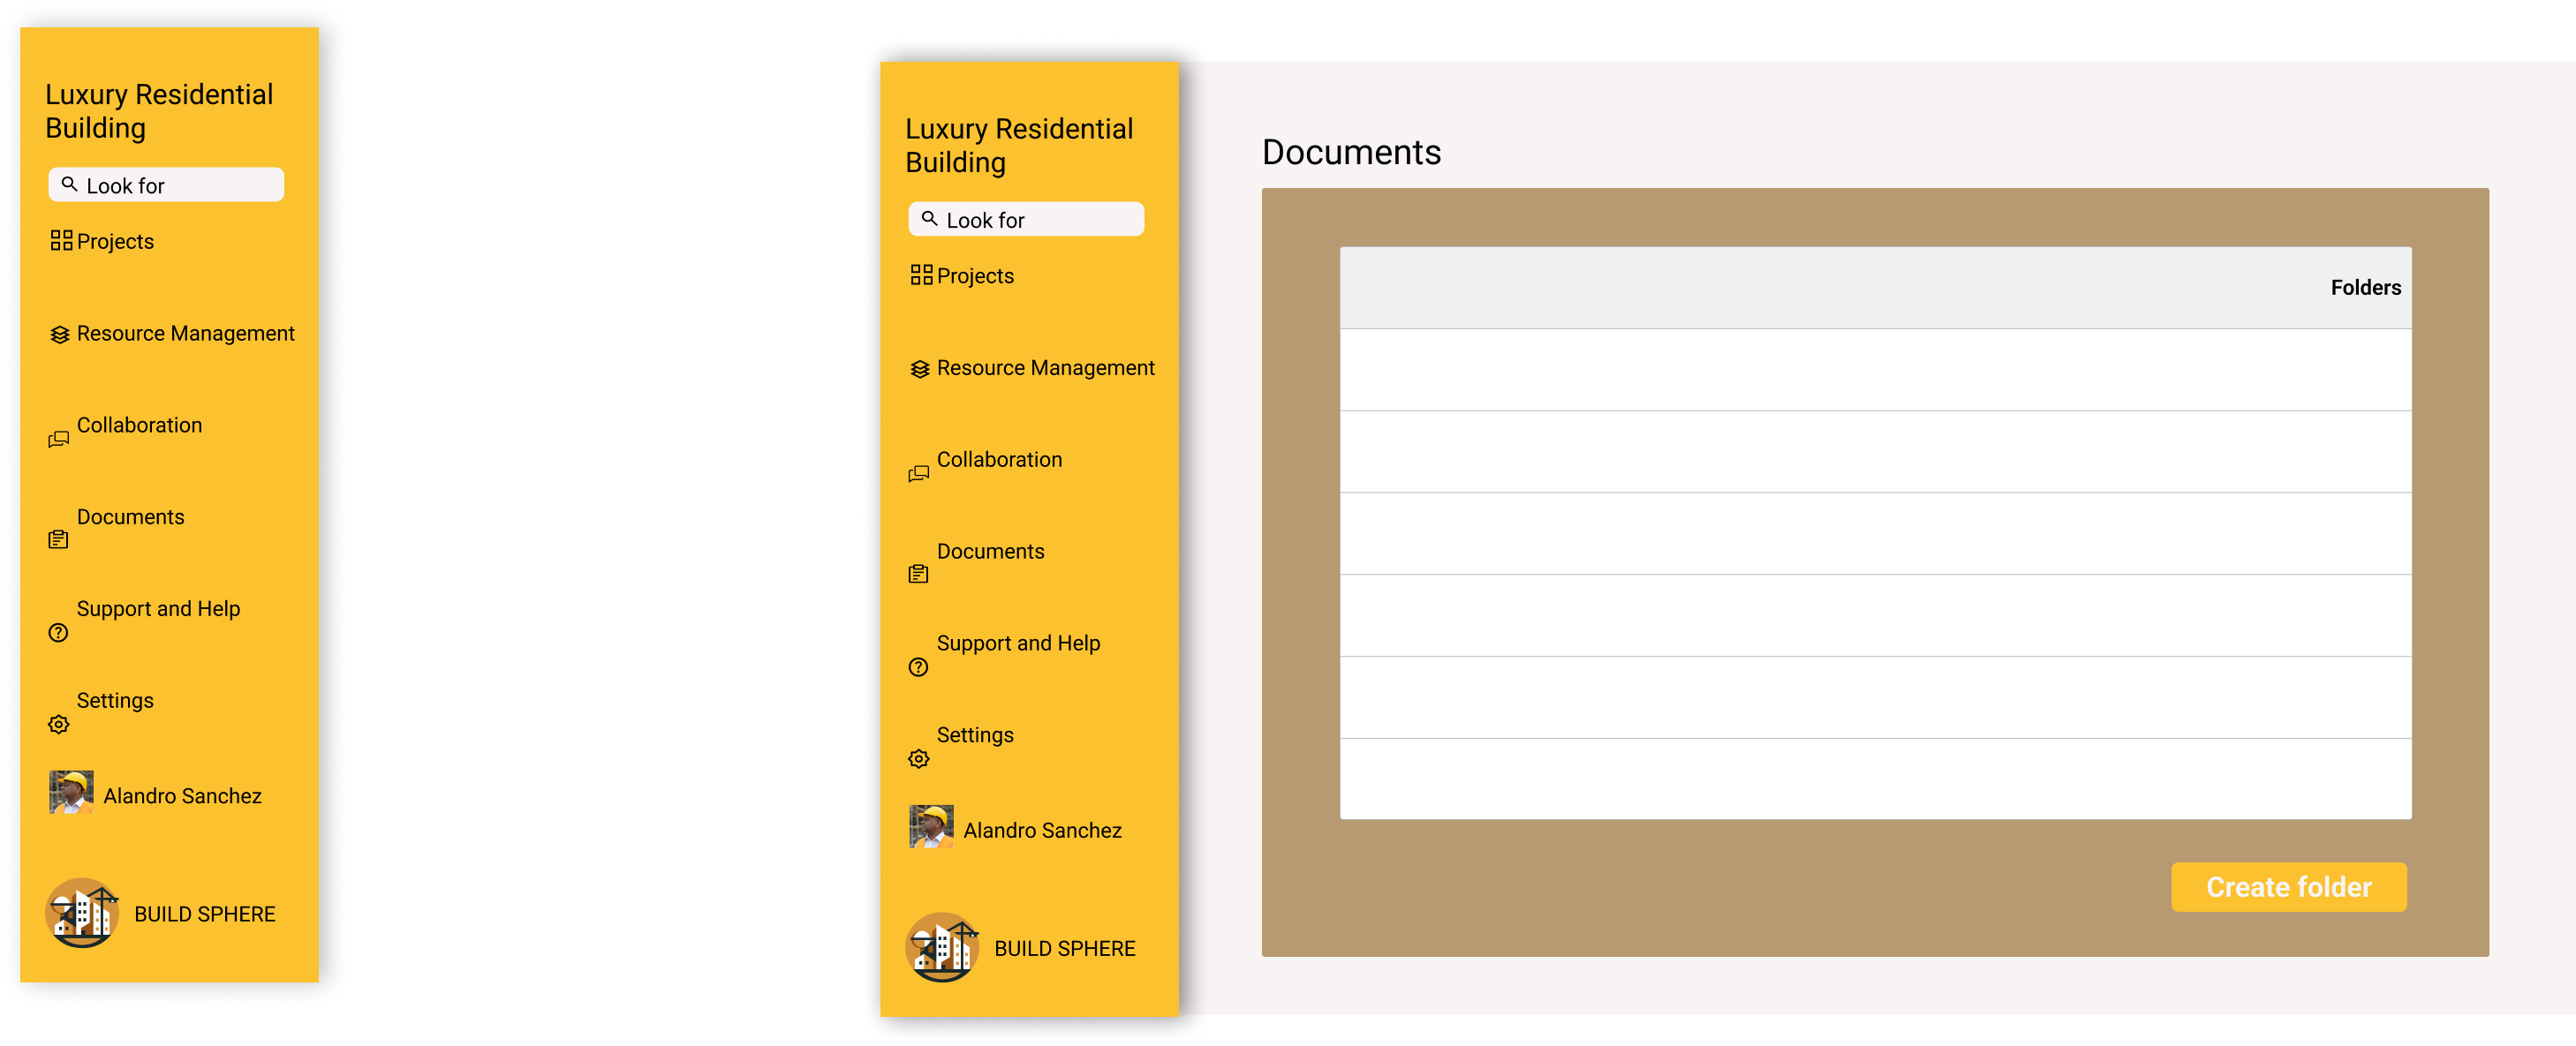 Luxury Residential
Building
Look for
Projects
Resource Management
Collaboration
Documents
Support and Help
Settings
Alandro Sanchez
BUILD SPHERE
Luxury Residential
Building
Look for
Projects
Resource Management
Collaboration
Documents
Support and Help
Settings
Alandro Sanchez
BUILD SPHERE
Documents
Folders
Create folder